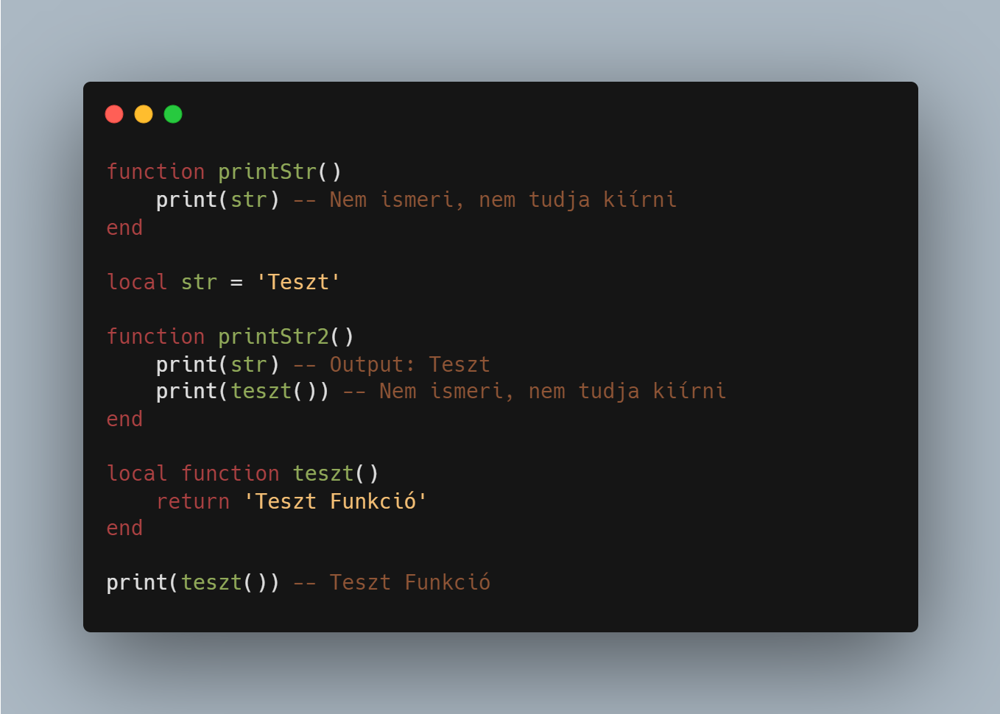 function printStr()
    print(str) -- Nem ismeri, nem tudja kiírni
end

local str = 'Teszt'

function printStr2()
    print(str) -- Output: Teszt
    print(teszt()) -- Nem ismeri, nem tudja kiírni
end

local function teszt()
    return 'Teszt Funkció'
end

print(teszt()) -- Teszt Funkció